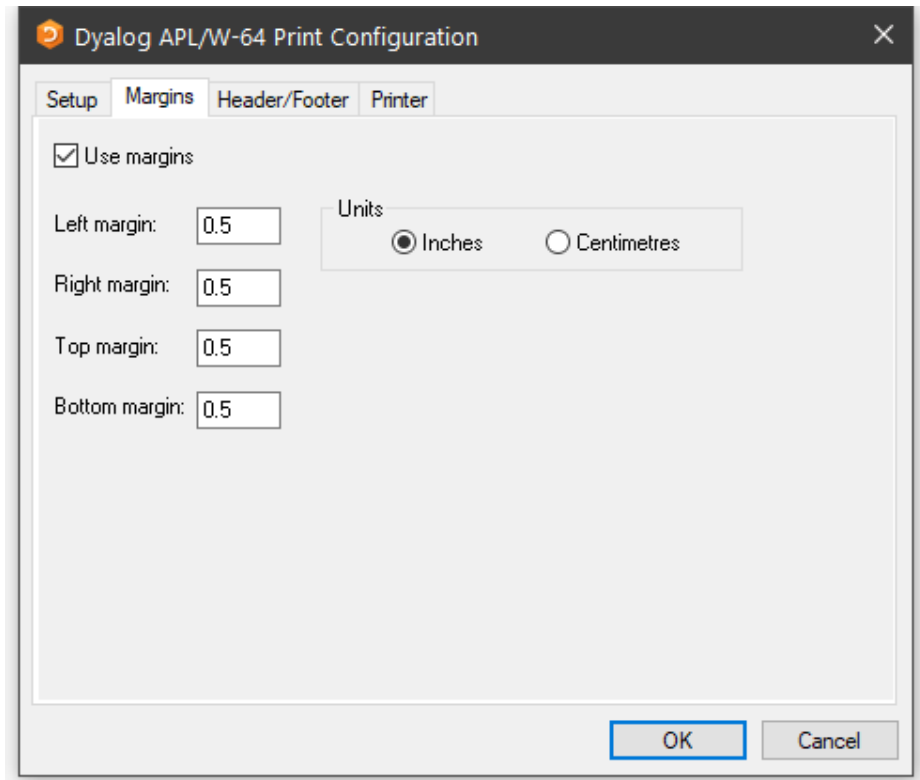 Dyalog APL/W-64 Print Configuration
Setup Margins Header/Footer Printer
Use margins
Left margin: 0.5
Units
Inches Centimetres
Right margin: 0.5
Top margin: 0.5
Bottom margin: 0.5
OK Cancel